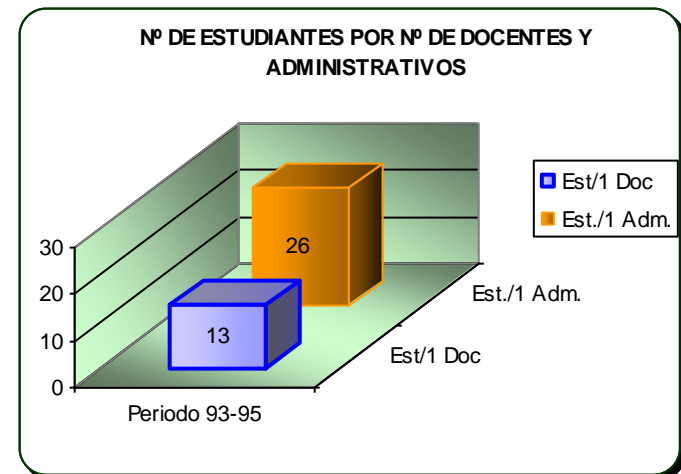 Nº DE ESTUDIANTES POR Nº DE DOCENTES Y
ADMINISTRATIVOS
Est/1 Doc
Est./1 Adm.
30
20
10
0
26
13
Est./1 Adm.
Est/1 Doc
Periodo 93-95